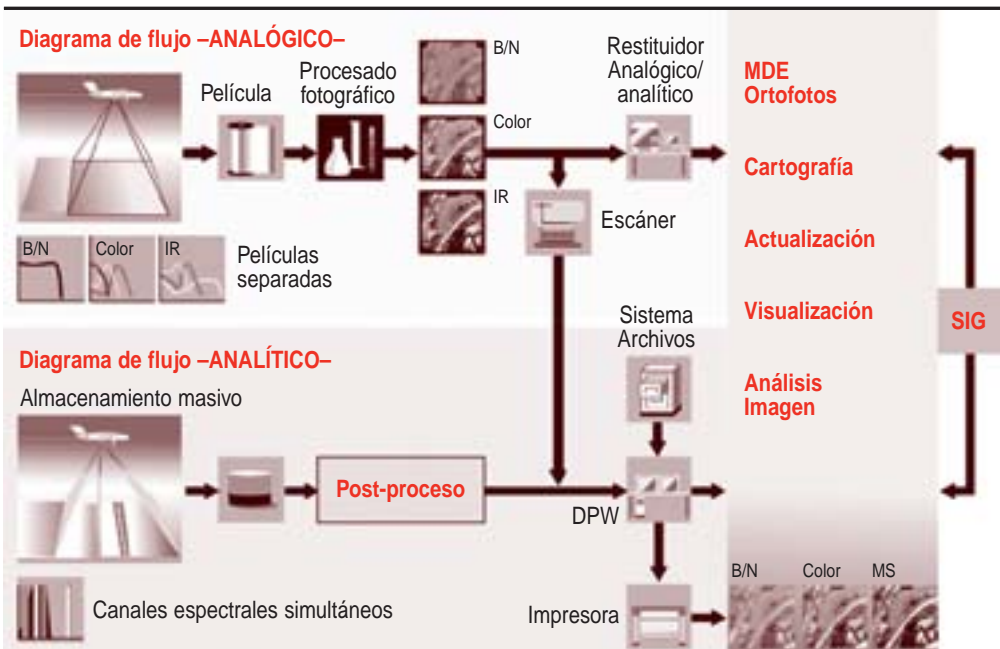 Diagrama de flujo –ANALÓGICO–
Película
Procesado
fotográfico
B/N
Color
IR
Restituidor
Analógico/
analítico
Escáner
B/N
Color
IR
Películas
separadas
MDE
Ortofotos
Cartografía
Actualización
Visualización
Análisis
Imagen
SIG
Diagrama de flujo –ANALÍTICO–
Almacenamiento masivo
Post-proceso
Sistema
Archivos
DPW
Canales espectrales simultáneos
Impresora
B/N
Color
MS